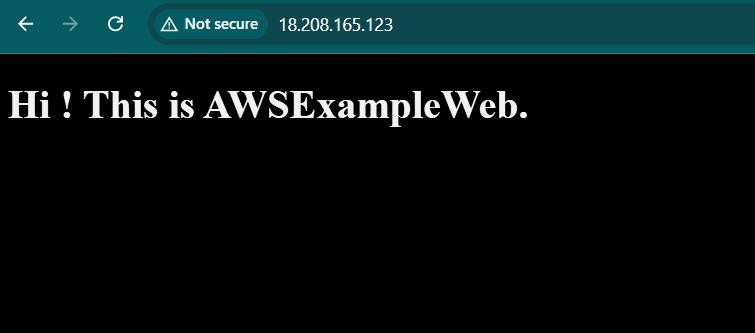 Not secure 18.208.165.123
Hi ! This is AWSExampleWeb.